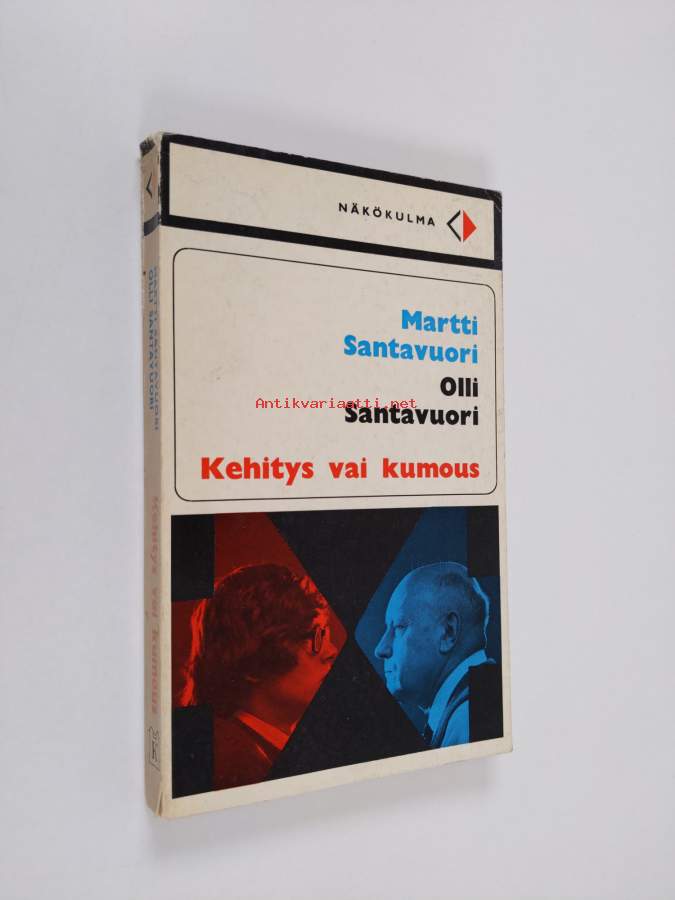 NÄKÖKULMA
Martti
Santavuori
Olli
Santavuori
Kehitys vai kumous
Antikvariaatti.net
MARTTI SANTAVUORI
OLLI SANTAVUORI
Kehitys vai kumous